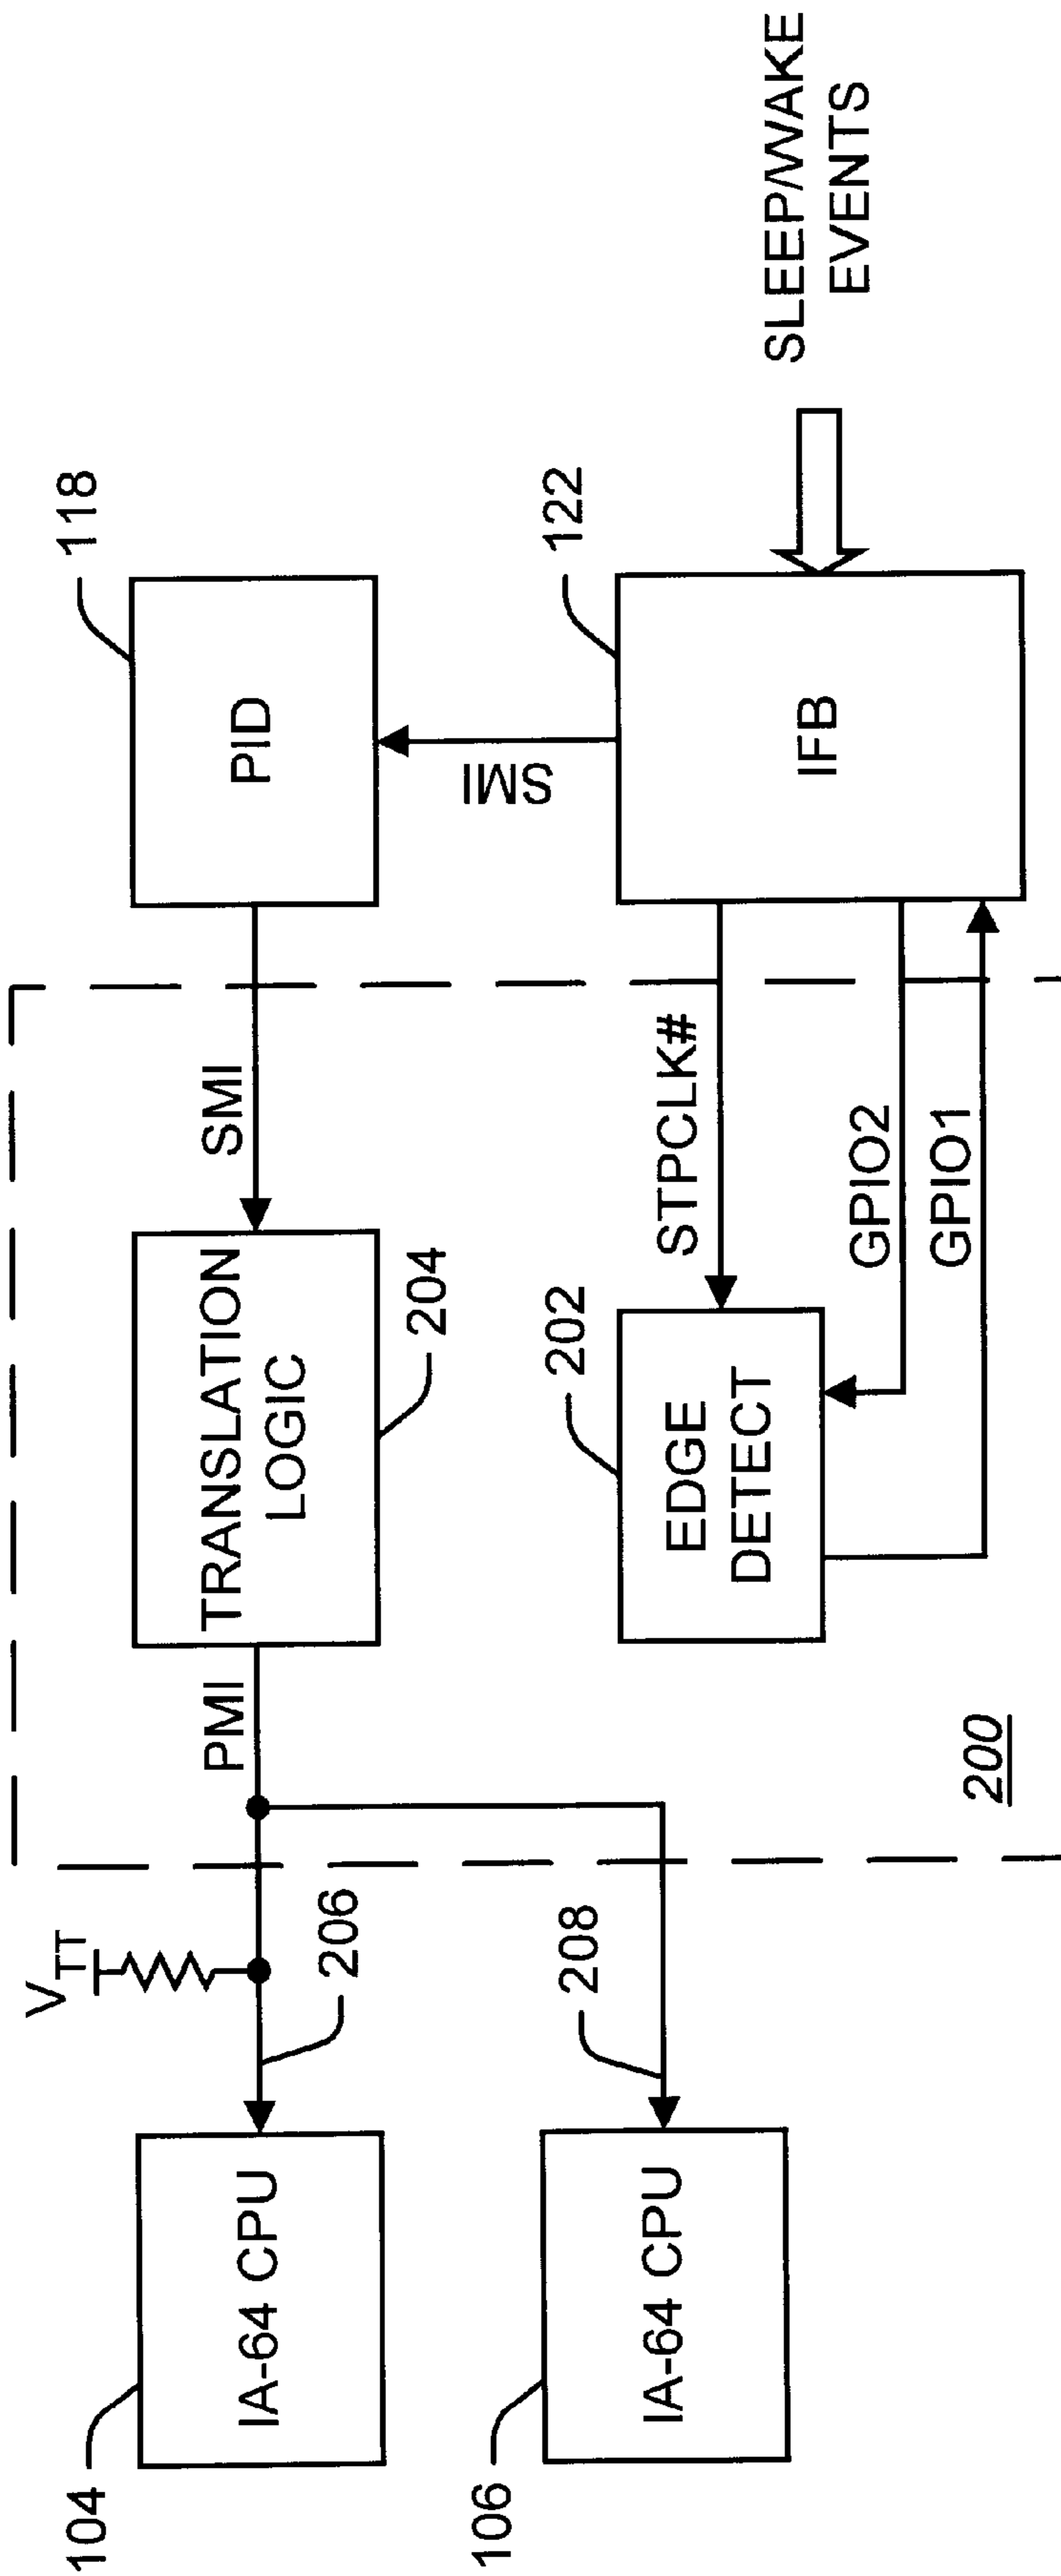 118
PID
SMI
122
IFB
SLEEP/WAKE
EVENTS
SMI
TRANSLATION
LOGIC
204
STPCLK#
GPIO2
GPIO1
202
EDGE
DETECT
PMI
200
VTT
206
208
104
IA-64 CPU
106
IA-64 CPU